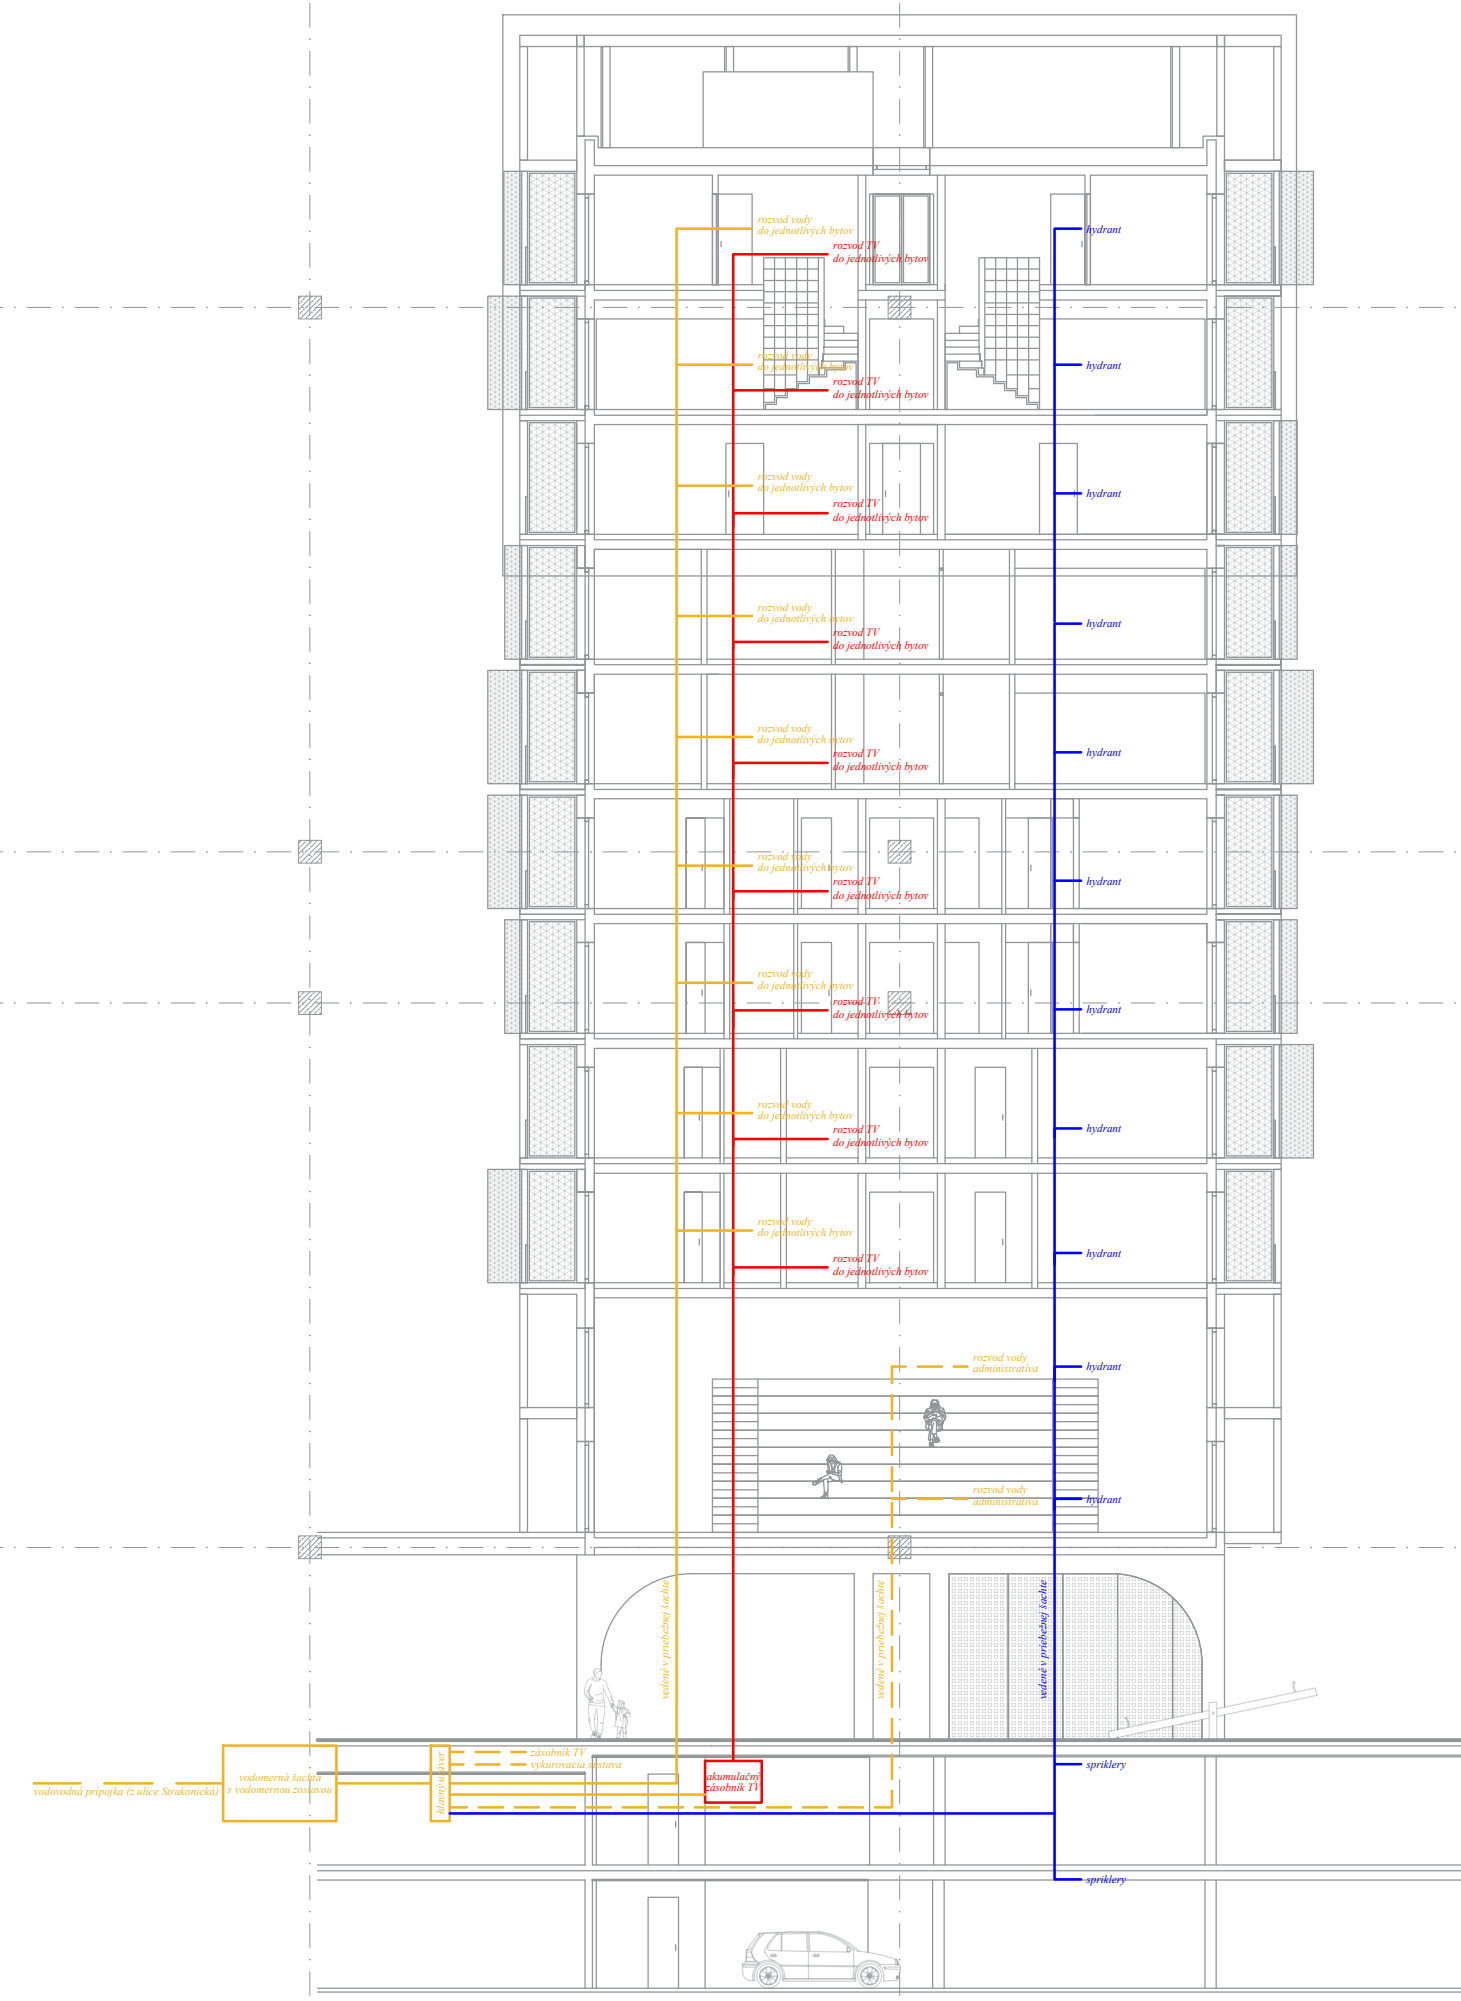 rozvod vody
do jednotlivých bytov
hydrant
rozvod TV
do jednotlivých bytov
rozvod vody
do jednotlivých bytov
hydrant
rozvod TV
do jednotlivých bytov
rozvod vody
do jednotlivých bytov
hydrant
rozvod TV
do jednotlivých bytov
rozvod vody
do jednotlivých bytov
hydrant
rozvod TV
do jednotlivých bytov
rozvod vody
do jednotlivých bytov
hydrant
rozvod TV
do jednotlivých bytov
rozvod vody
do jednotlivých bytov
hydrant
rozvod TV
do jednotlivých bytov
rozvod vody
do jednotlivých bytov
hydrant
rozvod TV
do jednotlivých bytov
rozvod vody
do jednotlivých bytov
hydrant
rozvod TV
do jednotlivých bytov
rozvod vody
do jednotlivých bytov
hydrant
rozvod TV
do jednotlivých bytov
rozvod vody
administratíva
hydrant
rozvod vody
administratíva
hydrant
vedené v priebežnej šachte
vedené v priebežnej šachte
vedené v priebežnej šachte
zásobník TV
vykurovacia sústava
spriklery
vodovodná prípojka (z ulice Strakonická)
vodomerná šachta
s vodomernou zostavou
hlavný uzáver
akumulačný
zásobník TV
spriklery